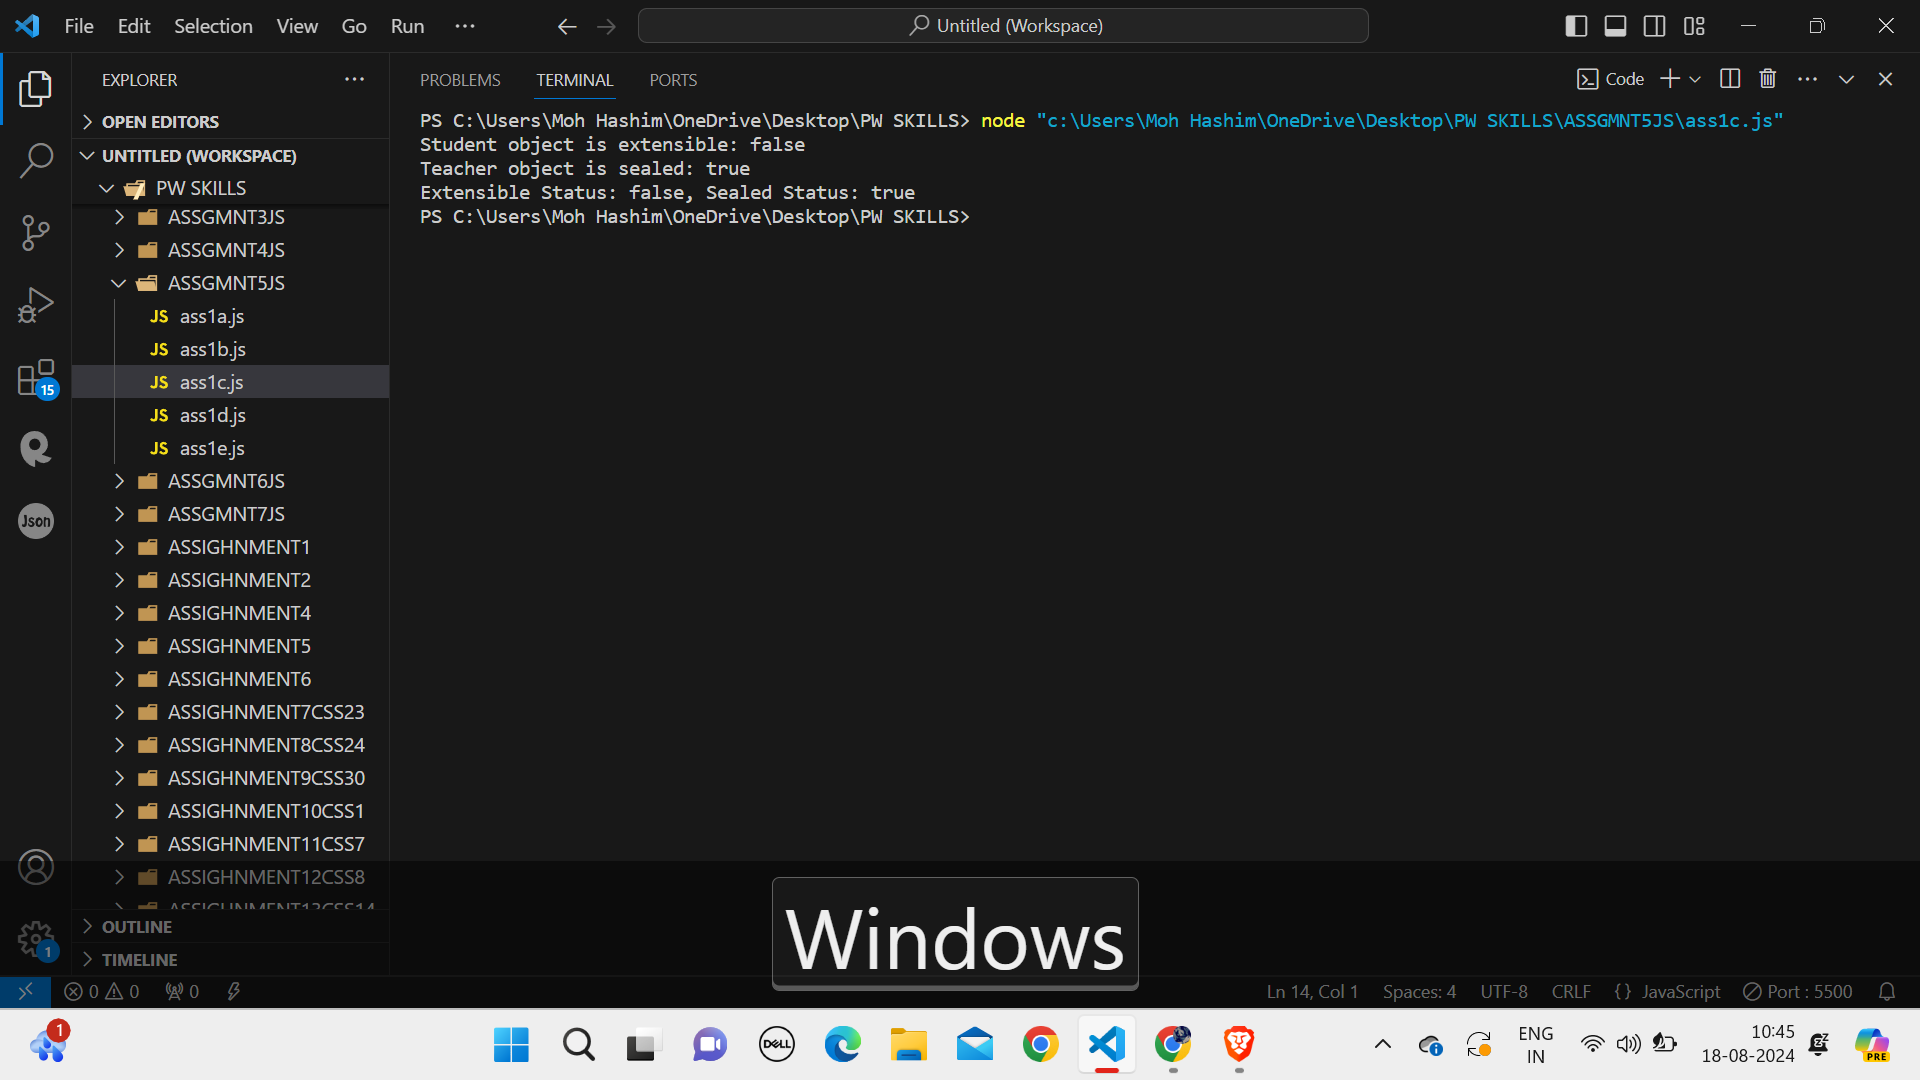 File Edit Selection View Go Run
Untitled (Workspace)
EXPLORER
OPEN EDITORS
UNTITLED (WORKSPACE)
PW SKILLS
ASSGMNT3JS
ASSGMNT4JS
ASSGMNT5JS
JS ass1a.js
JS ass1b.js
JS ass1c.js
JS ass1d.js
JS ass1e.js
ASSGMNT6JS
ASSGMNT7JS
ASSIGHNMENT1
ASSIGHNMENT2
ASSIGHNMENT4
ASSIGHNMENT5
ASSIGHNMENT6
ASSIGHNMENT7CSS23
ASSIGHNMENT8CSS24
ASSIGHNMENT9CSS30
ASSIGHNMENT10CSS1
ASSIGHNMENT11CSS7
ASSIGHNMENT12CSS8
ASSIGHNMENT13CSS14
OUTLINE
TIMELINE
15
Json
1
PROBLEMS TERMINAL PORTS
Code
PS C:\Users\Moh Hashim\OneDrive\Desktop\PW SKILLS> node "c:\Users\Moh Hashim\OneDrive\Desktop\PW SKILLS\ASSGMNT5JS\ass1c.js"
Student object is extensible: false
Teacher object is sealed: true
Extensible Status: false, Sealed Status: true
PS C:\Users\Moh Hashim\OneDrive\Desktop\PW SKILLS>
Windows
0 0 0
Ln 14, Col 1 Spaces: 4 UTF-8 CRLF {} JavaScript Port : 5500
1
DELL
ENG
IN
10:45
18-08-2024
PRE